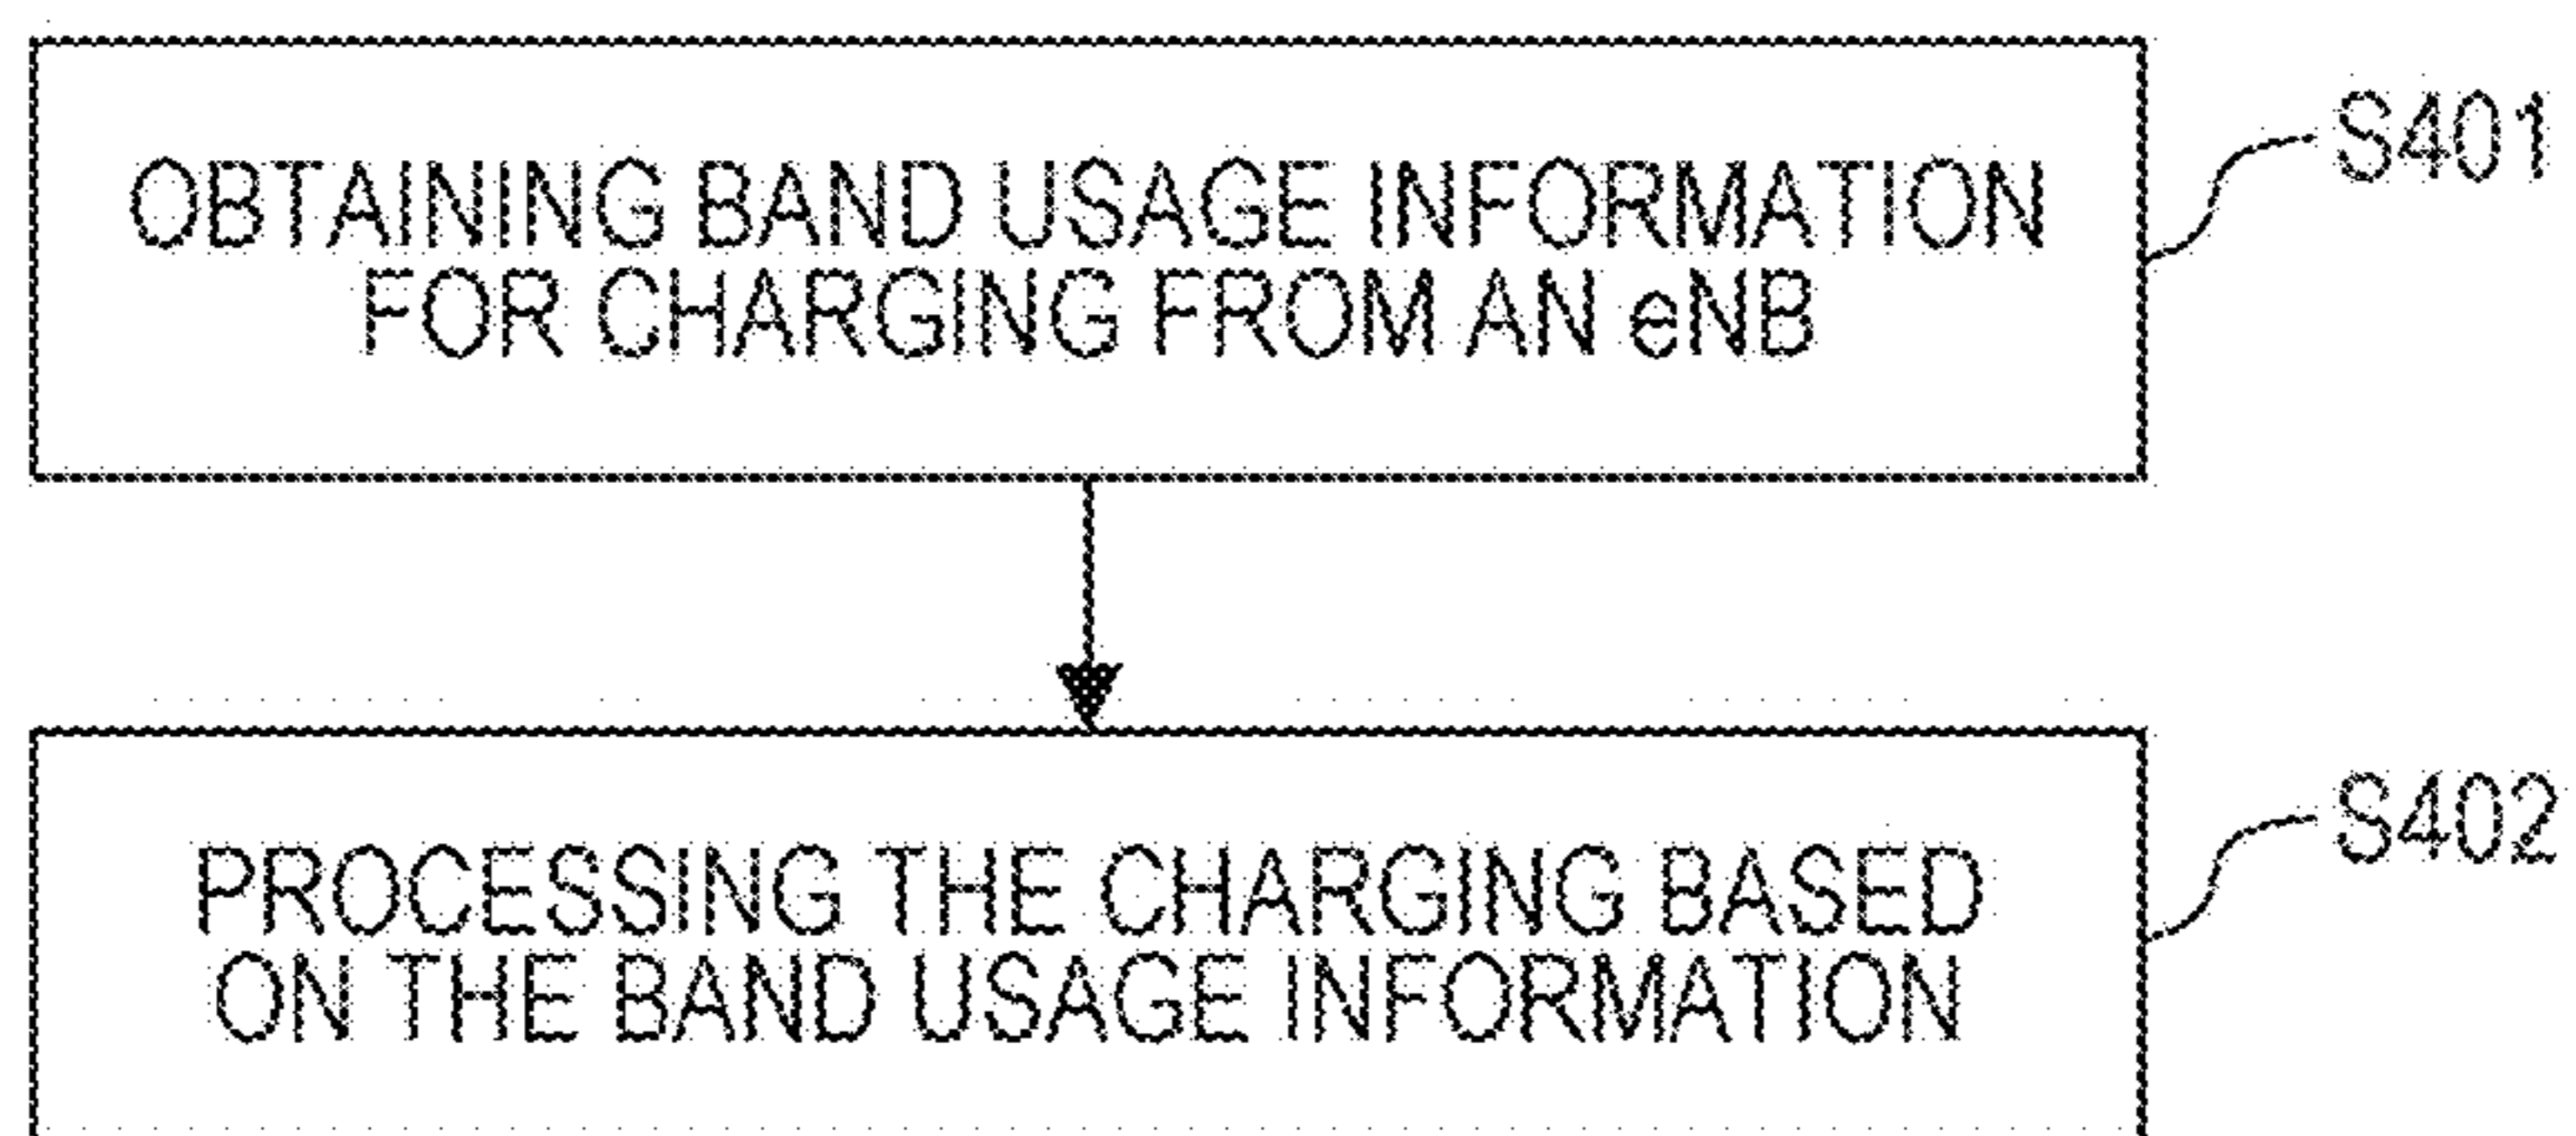 OBTAINING BAND USAGE INFORMATION
FOR CHARGING FROM AN eNB
S401
PROCESSING THE CHARGING BASED
ON THE BAND USAGE INFORMATION
S402